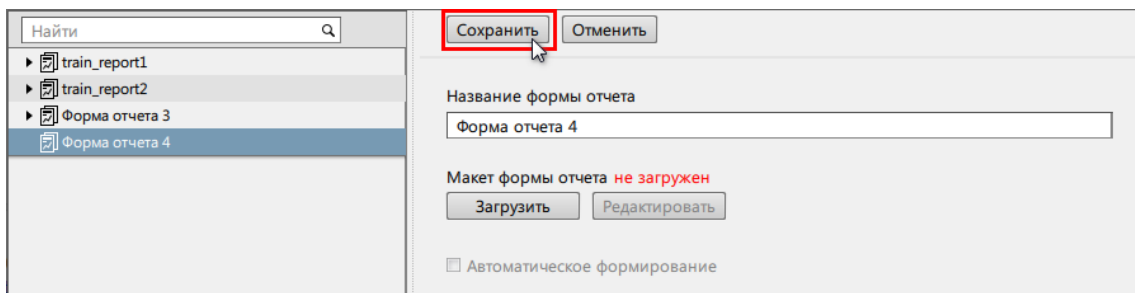 Найти
train_report1
train_report2
Форма отчета 3
Форма отчета 4
Сохранить Отменить
Название формы отчета
Форма отчета 4
Макет формы отчета не загружен
Загрузить Редактировать
Автоматическое формирование